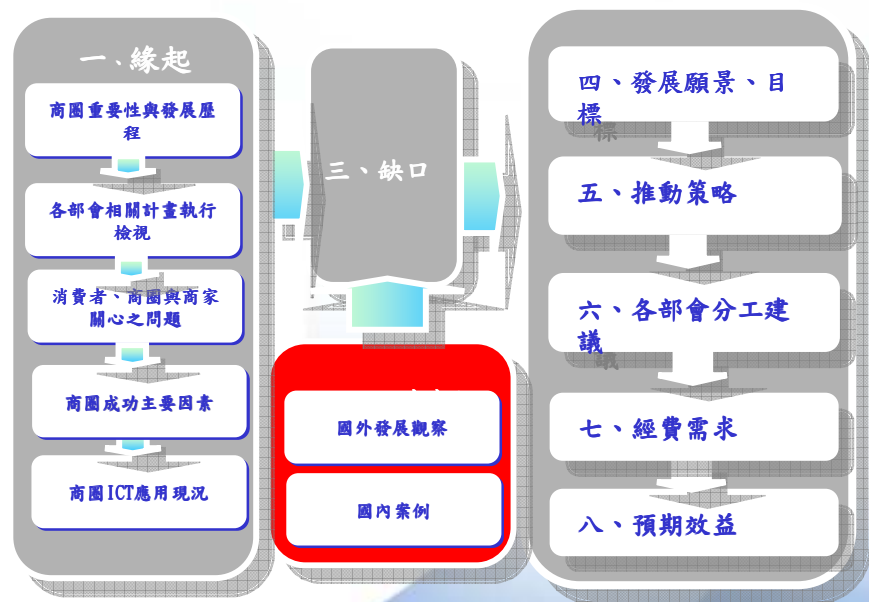 一、緣起
商圈重要性與發展歷
程
各部會相關計畫執行
檢視
消費者、商圈與商家
關心之問題
商圈成功主要因素
商圈ICT應用現況
三、缺口
國外發展觀察
國內案例
四、發展願景、目
標
五、推動策略
六、各部會分工建
議
七、經費需求
八、預期效益